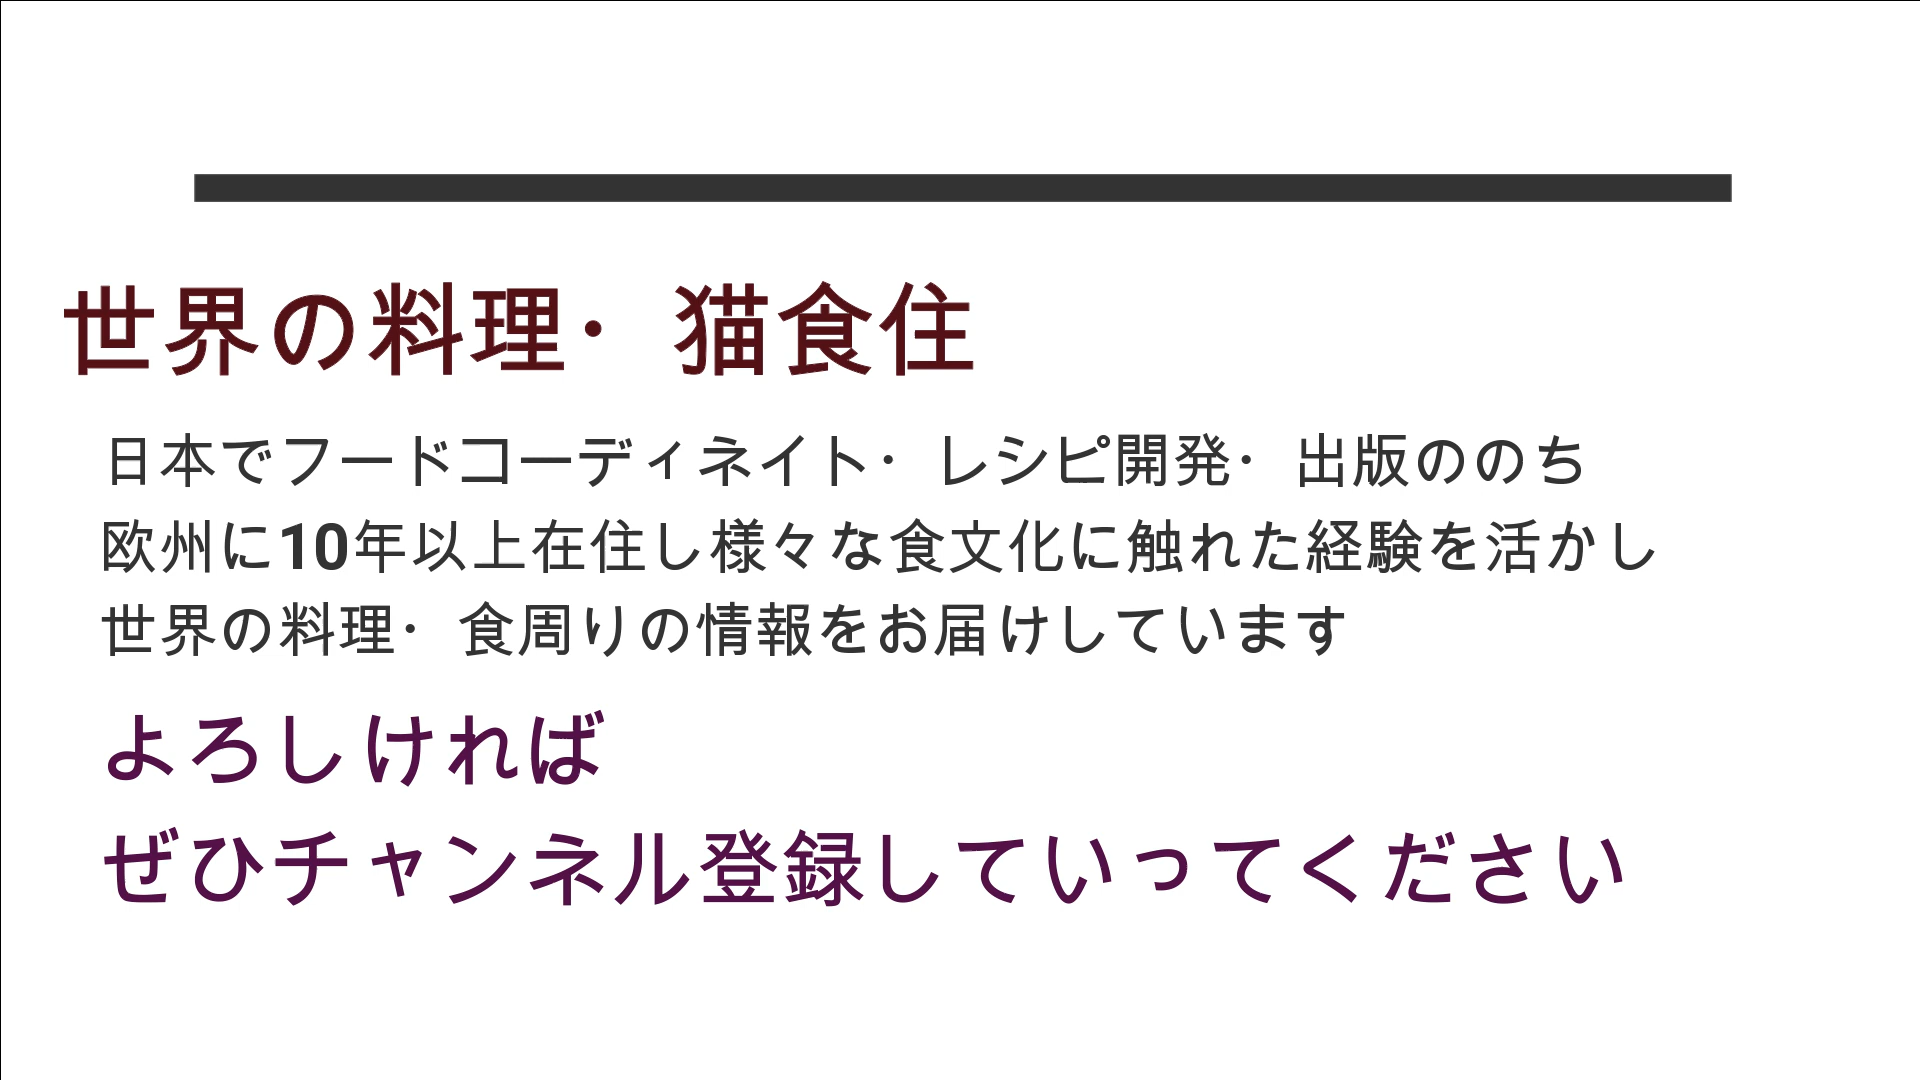 世界の料理・猫食住
日本でフードコーディネイト・レシピ開発・出版ののち
欧州に10年以上在住し様々な食文化に触れた経験を活かし
世界の料理・食周りの情報をお届けしています
よろしければ
ぜひチャンネル登録していってください